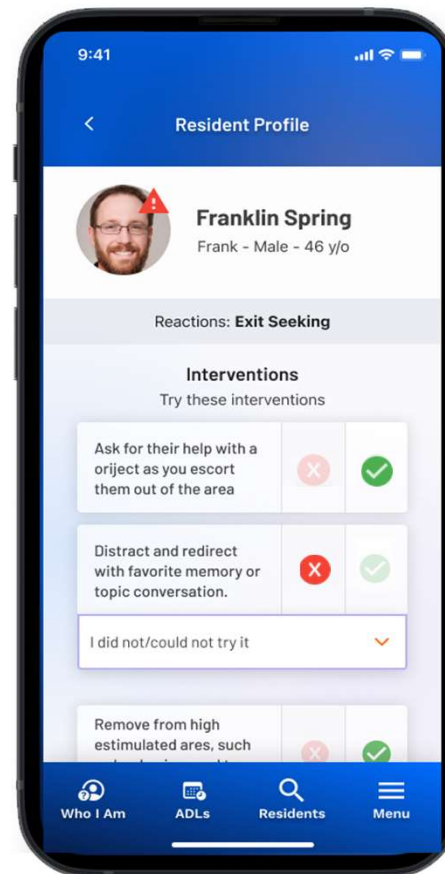 9:41
Resident Profile
Franklin Spring
Frank - Male - 46 y/o
Reactions: Exit Seeking
Interventions
Try these interventions
Ask for their help with a
oriject as you escort
them out of the area
Distract and redirect
with favorite memory or
topic conversation.
I did not/could not try it
Remove from high
estimulated ares, such
Who I Am
ADLs
Residents
Menu